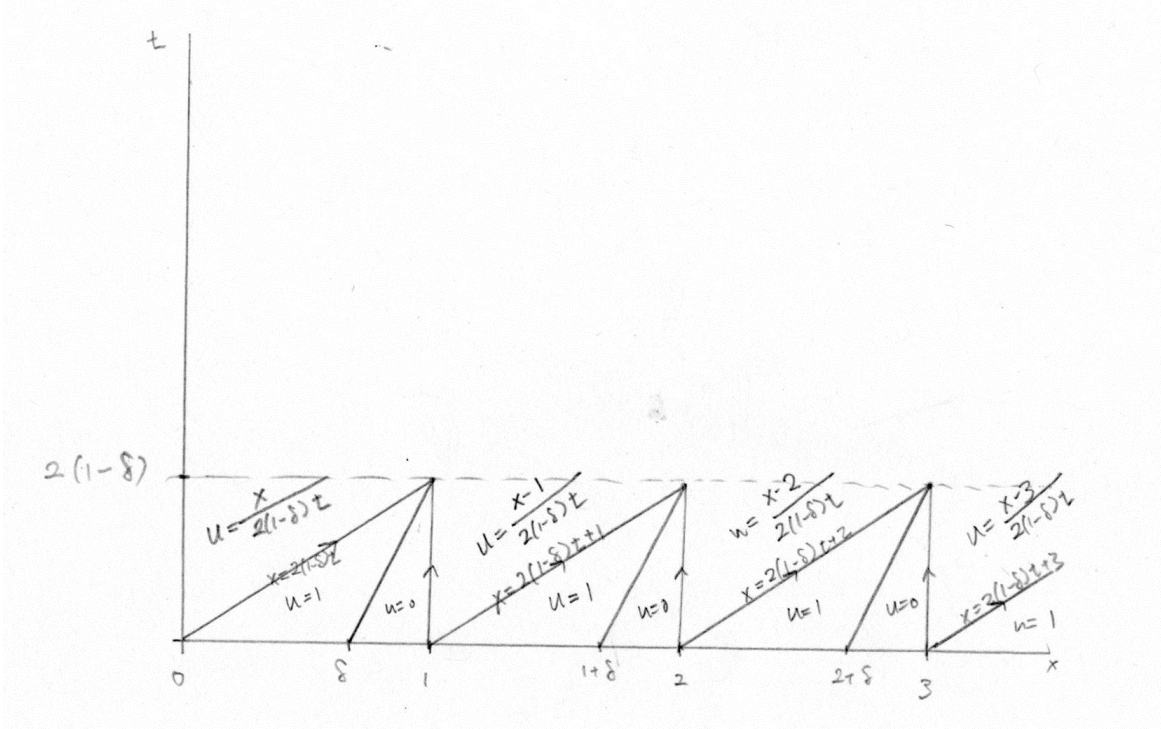 t
2(1-δ)
u= x/2(1-δ)t
x=2(1-δ)t
u=1
u=0
u= x-1/2(1-δ)t
x=2(1-δ)t+1
u=1
u=0
u= x-2/2(1-δ)t
x=2(1-δ)t+2
u=1
u=0
u= x-3/2(1-δ)t
x=2(1-δ)t+3
u=1
0 δ 1 1+δ 2 2+δ 3 x